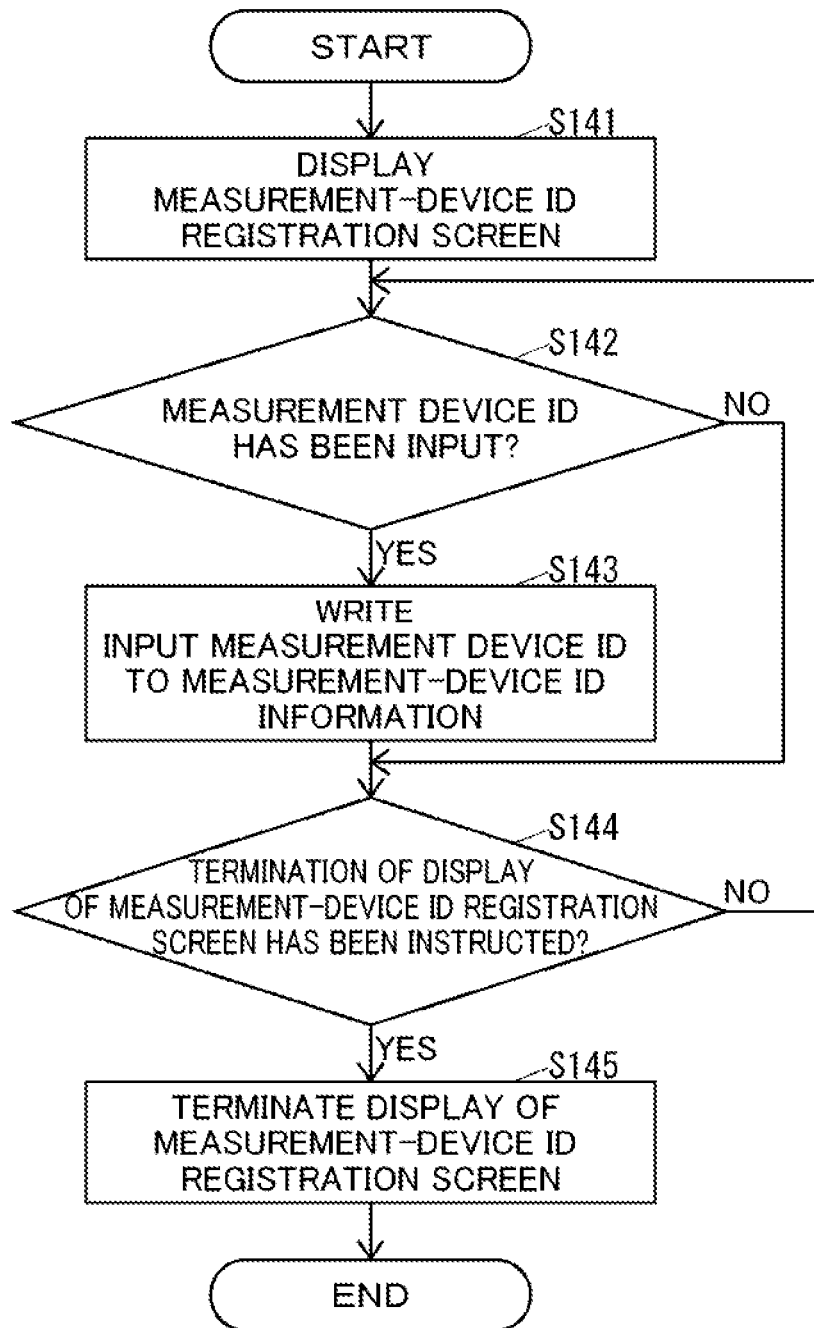 START
S141
DISPLAY
MEASUREMENT-DEVICE ID
REGISTRATION SCREEN
S142
MEASUREMENT DEVICE ID
HAS BEEN INPUT?
NO
YES
S143
WRITE
INPUT MEASUREMENT DEVICE ID
TO MEASUREMENT-DEVICE ID
INFORMATION
S144
TERMINATION OF DISPLAY
OF MEASUREMENT-DEVICE ID REGISTRATION
SCREEN HAS BEEN INSTRUCTED?
NO
YES
S145
TERMINATE DISPLAY OF
MEASUREMENT-DEVICE ID
REGISTRATION SCREEN
END